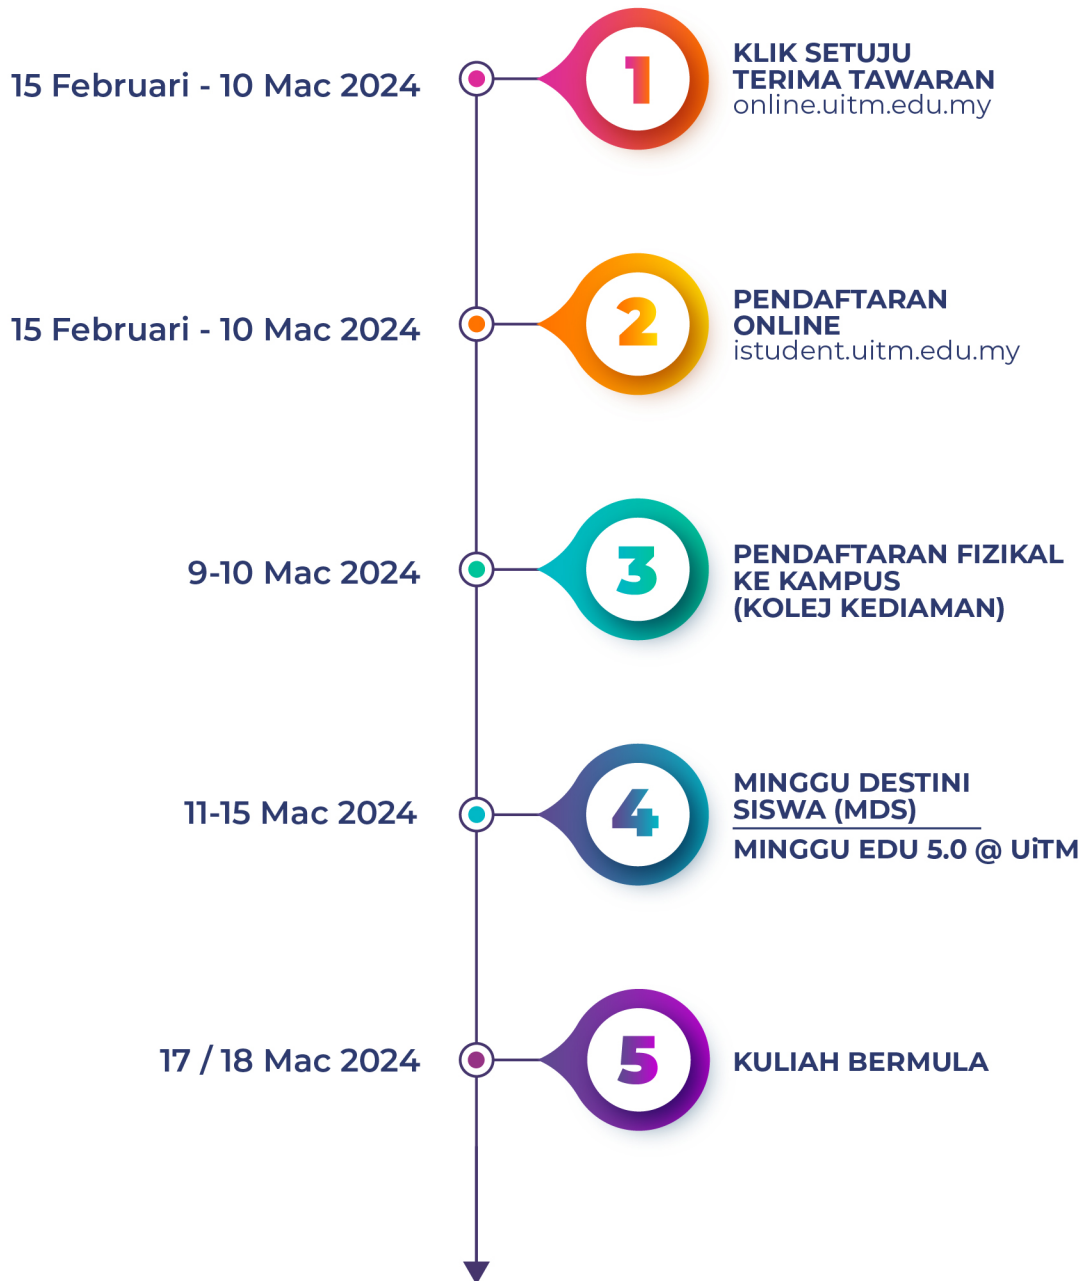 15 Februari - 10 Mac 2024
1
KLIK SETUJU
TERIMA TAWARAN
online.uitm.edu.my
15 Februari - 10 Mac 2024
2
PENDAFTARAN
ONLINE
istudent.uitm.edu.my
9-10 Mac 2024
3
PENDAFTARAN FIZIKAL
KE KAMPUS
(KOLEJ KEDIAMAN)
11-15 Mac 2024
4
MINGGU DESTINI
SISWA (MDS)
MINGGU EDU 5.0 @ UiTM
17 / 18 Mac 2024
5
KULIAH BERMULA